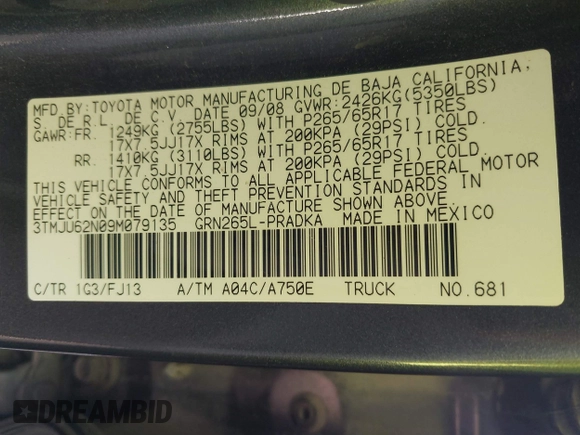 MFD.BY:TOYOTA MOTOR MANUFACTURING DE BAJA CALIFORNIA,
S. DE R.L. DE C.V. DATE 09/08 GVWR:2426KG(5350LBS)
GAWR:FR. 1249KG (2755LBS) WITH P265/65R17 TIRES
17X7.5JJ17X RIMS AT 200KPA (29PSI) COLD.
RR. 1410KG (3110LBS) WITH P265/65R17 TIRES
17X7.5JJ17X RIMS AT 200KPA (29PSI) COLD.
THIS VEHICLE CONFORMS TO ALL APPLICABLE FEDERAL MOTOR
VEHICLE SAFETY AND THEFT PREVENTION STANDARDS IN
EFFECT ON THE DATE OF MANUFACTURE SHOWN ABOVE.
3TMJU62N09M079135 GRN265L-PRADKA MADE IN MEXICO
C/TR 1G3/FJ13 A/TM A04C/A750E TRUCK NO.681
DREAMBID